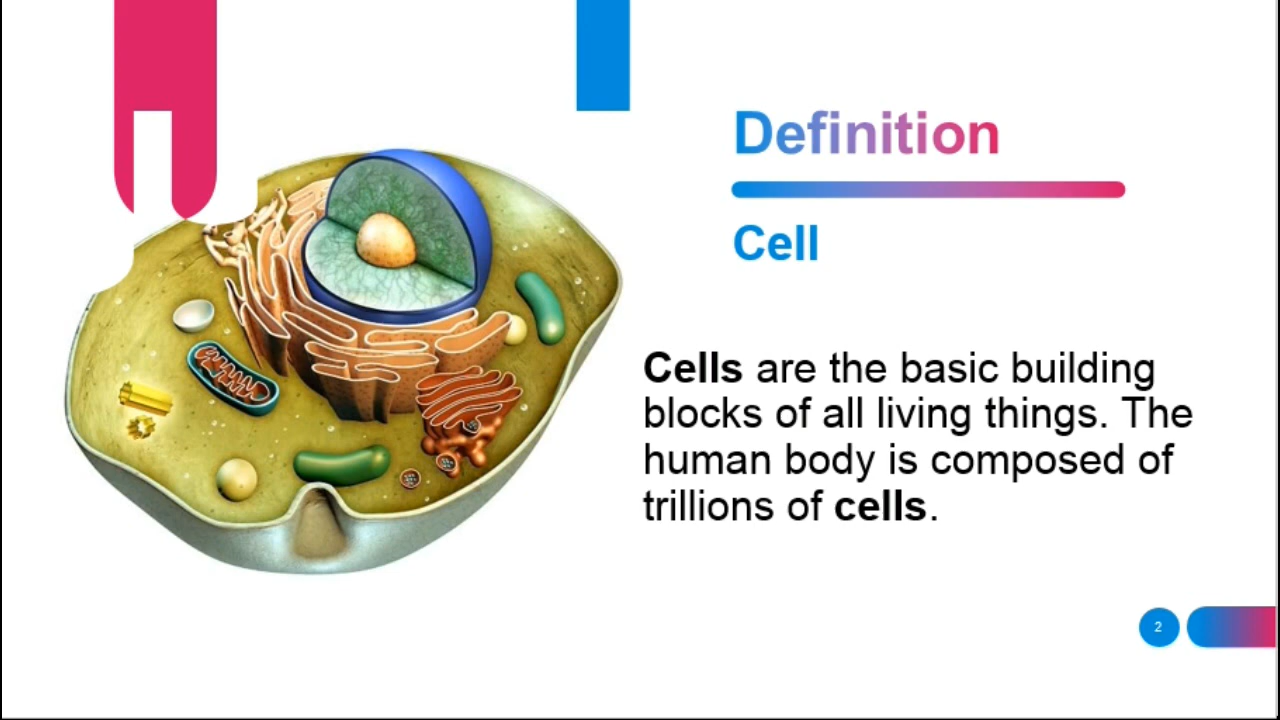 Definition
Cell
Cells are the basic building
blocks of all living things. The
human body is composed of
trillions of cells.
2